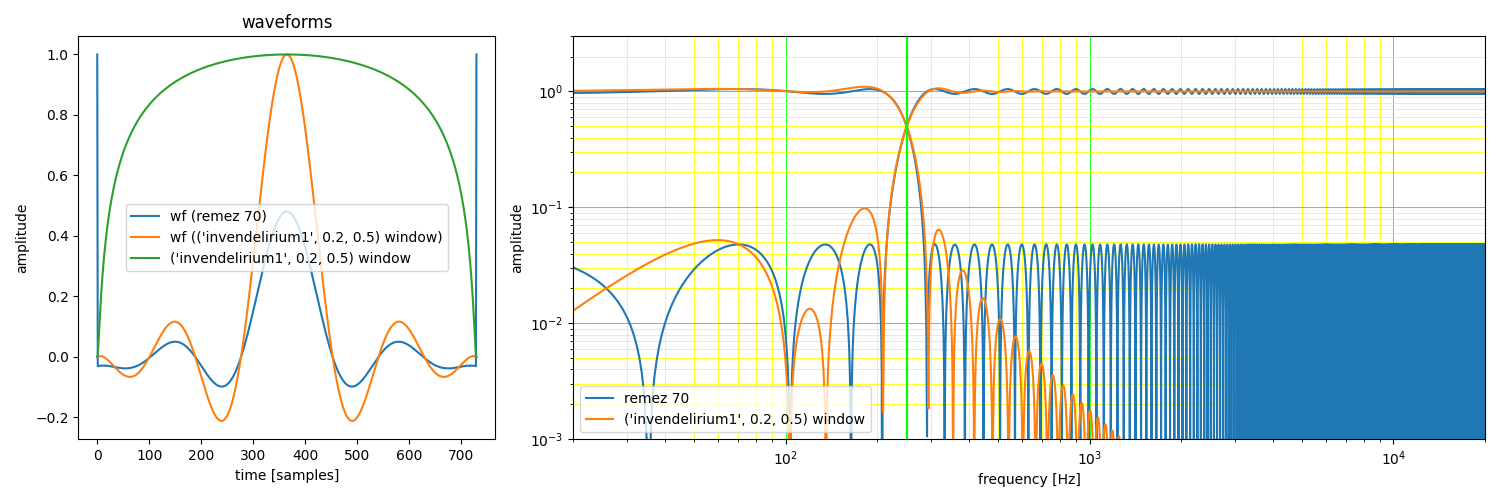 waveforms
amplitude
1.0
0.8
0.6
0.4
0.2
0.0
−0.2
wf (remez 70)
wf (('invendelirium1', 0.2, 0.5) window)
('invendelirium1', 0.2, 0.5) window
0 100 200 300 400 500 600 700
time [samples]
amplitude
10⁰
10⁻¹
10⁻²
10⁻³
remez 70
('invendelirium1', 0.2, 0.5) window
10² 10³ 10⁴
frequency [Hz]